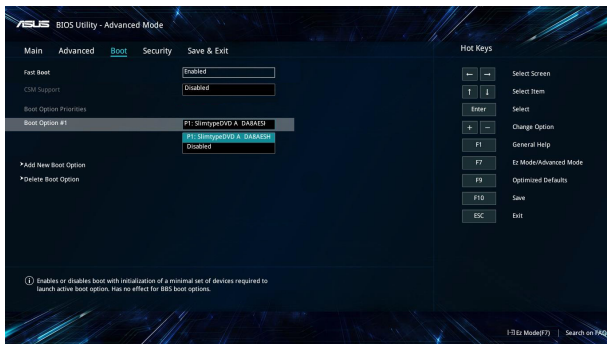 ASUS BIOS Utility - Advanced Mode
Main Advanced Boot Security Save & Exit
Hot Keys
Fast Boot Enabled
CSM Support Disabled
Boot Option Priorities
Boot Option #1 P1: SlimtypeDVD A DA8AESI
P1: SlimtypeDVD A DA8AESH
Disabled
Add New Boot Option
Delete Boot Option
← → Select Screen
↑ ↓ Select Item
Enter Select
+ − Change Option
F1 General Help
F7 Ez Mode/Advanced Mode
F9 Optimized Defaults
F10 Save
ESC Exit
Enables or disables boot with initialization of a minimal set of devices required to
launch active boot option. Has no effect for BBS boot options.
Ez Mode(F7) | Search on FAQ